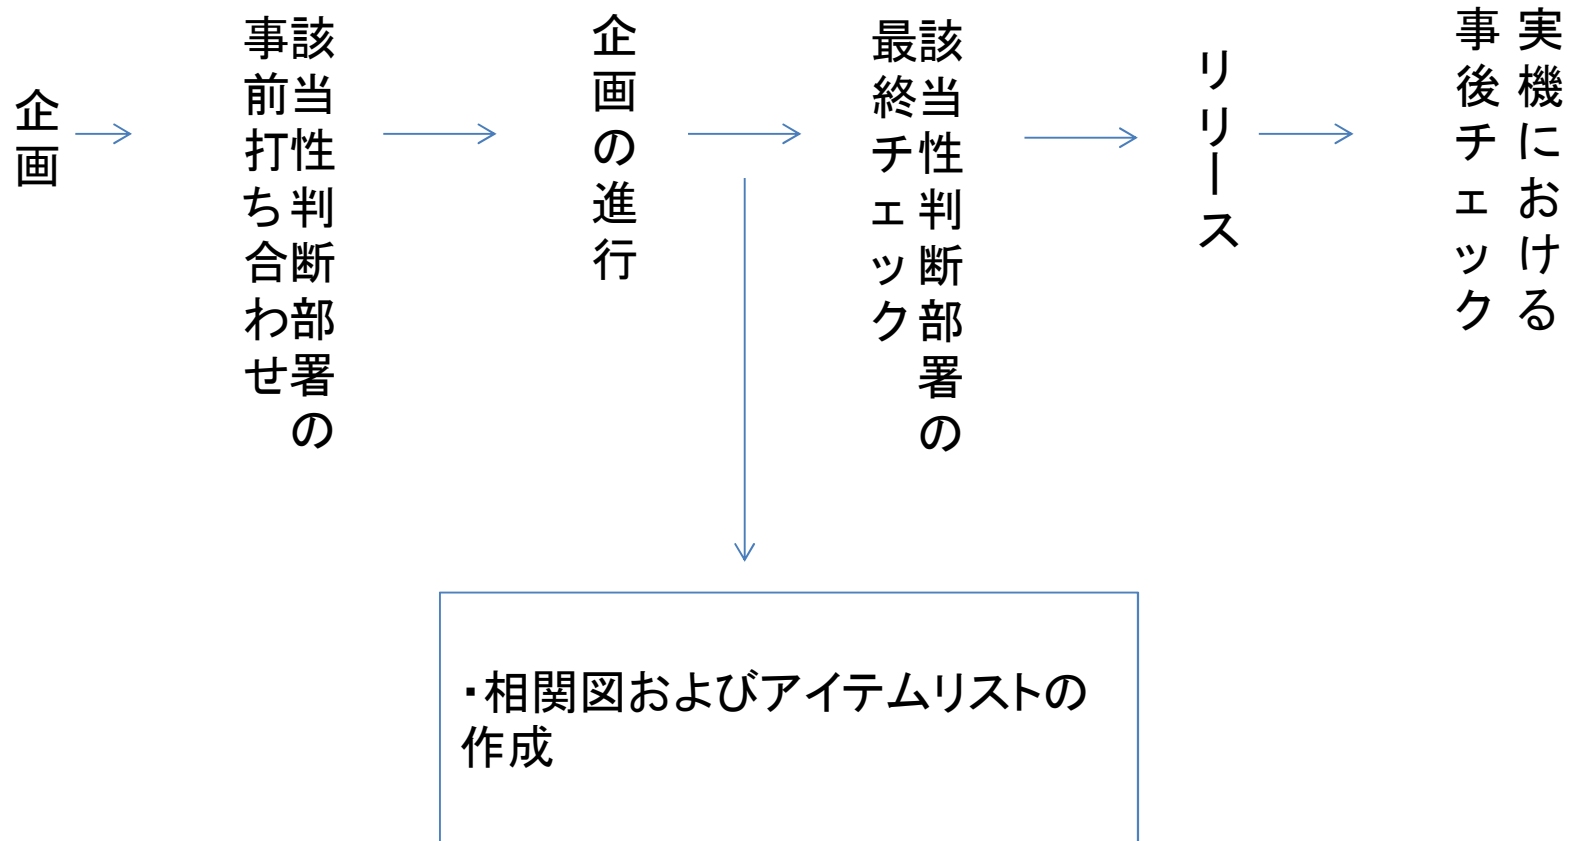 企画
該当性判断部署の
事前打ち合わせ
企画の進行
該当性判断部署の
最終チェック
リリース
実機における
事後チェック
・相関図およびアイテムリストの
作成